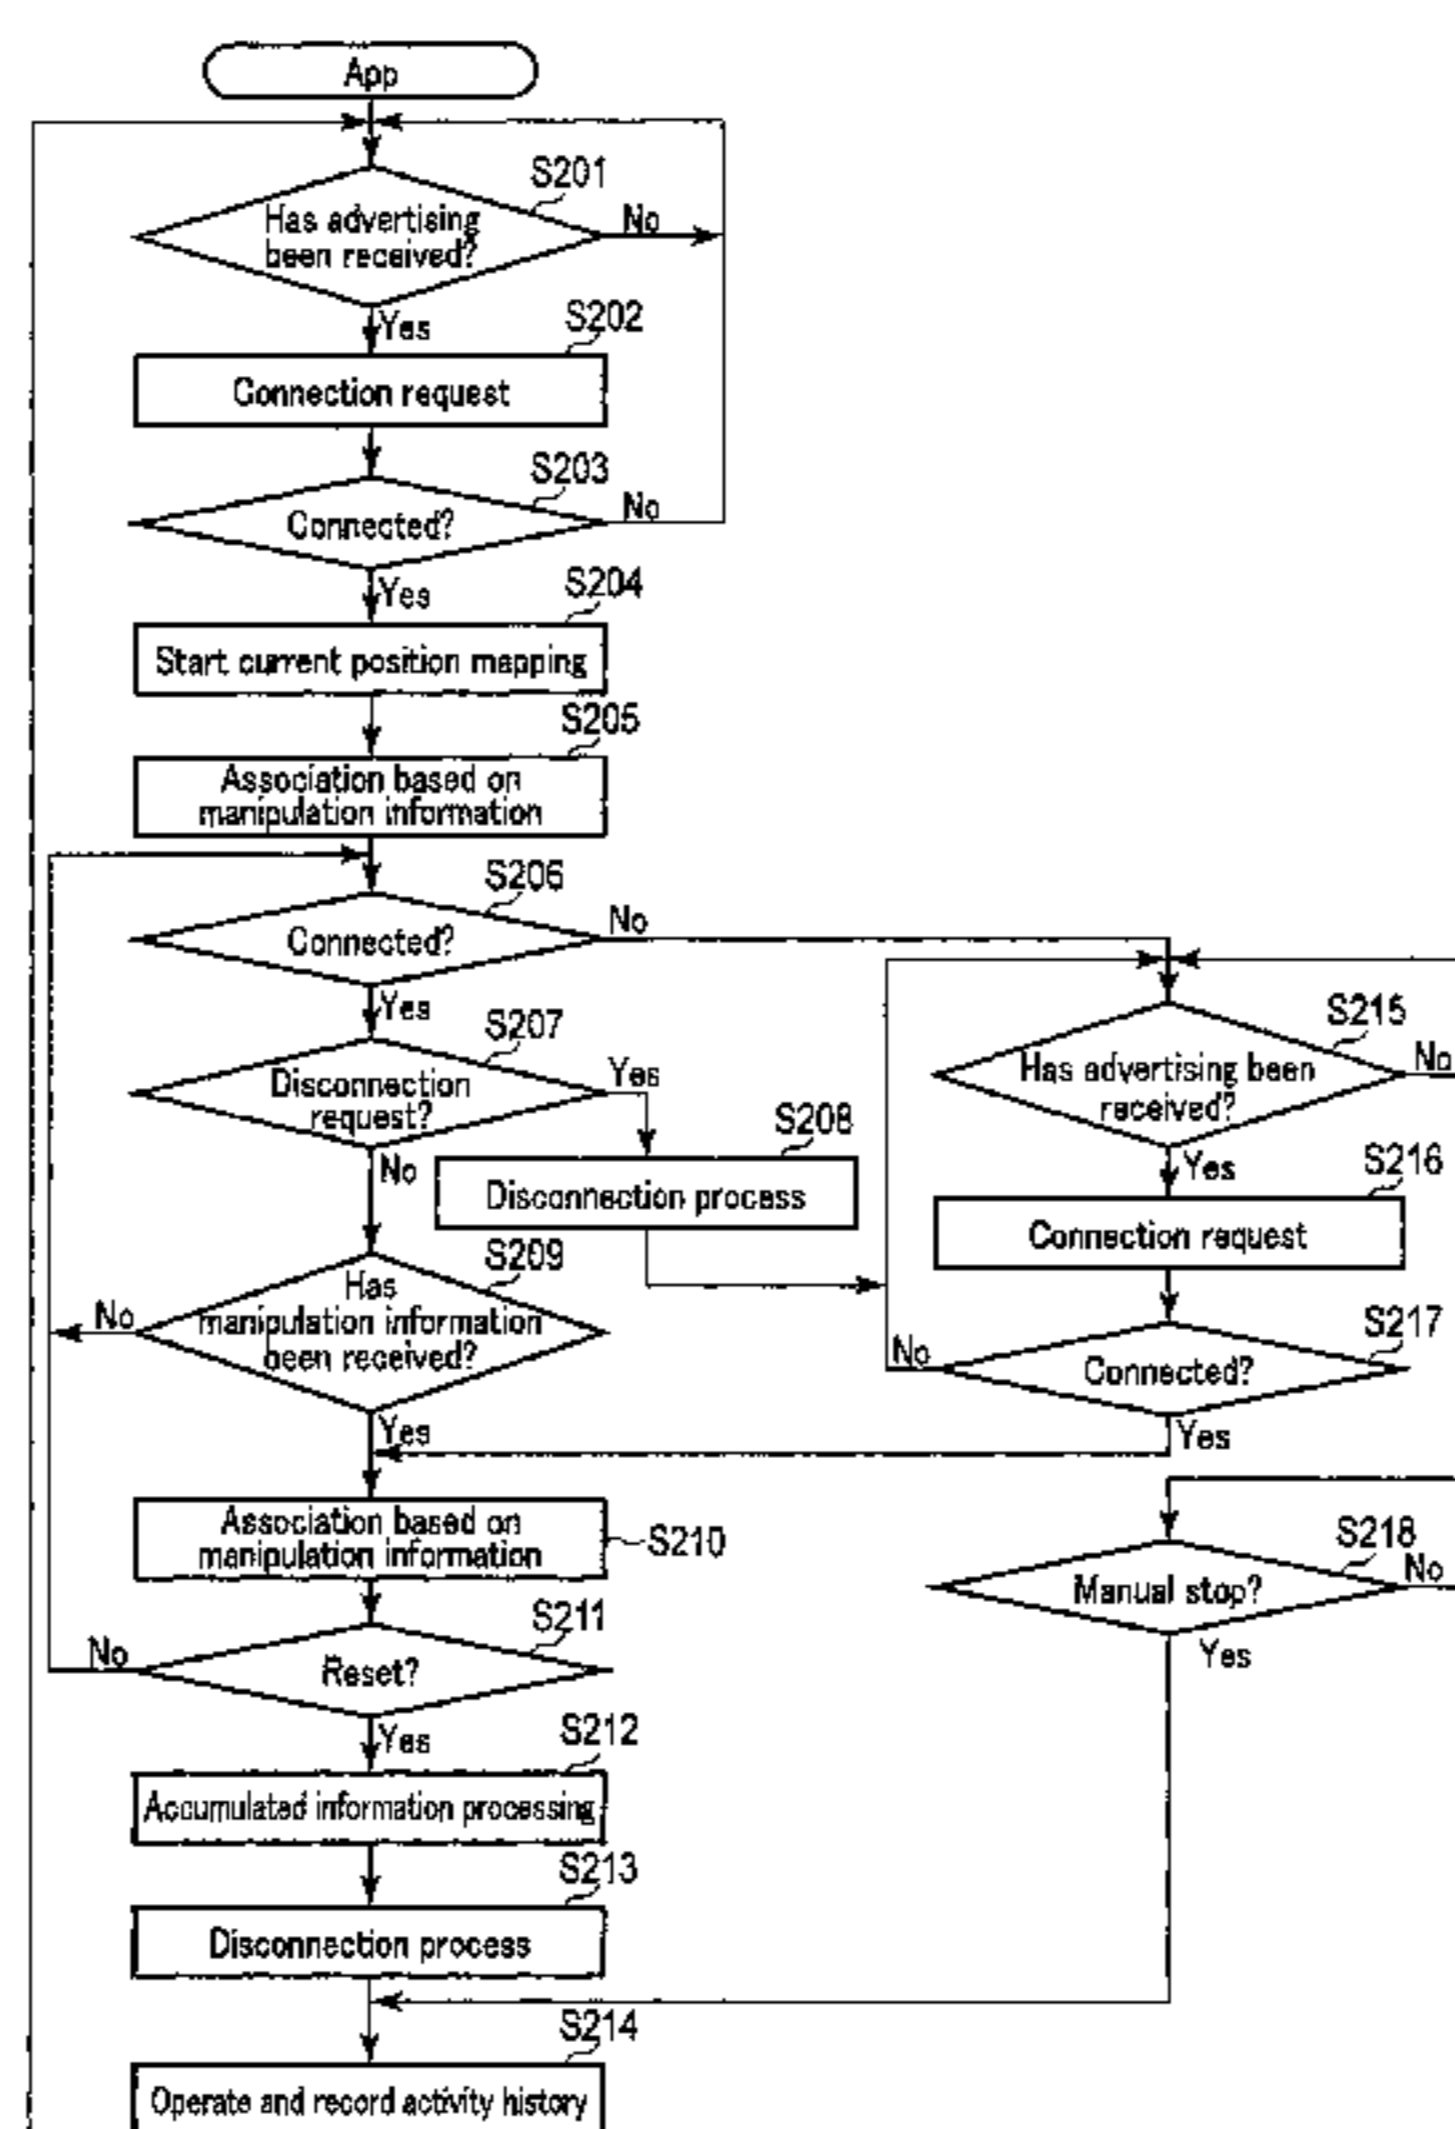 App
S201
Has advertising
been received?
No
Yes
S202
Connection request
S203
Connected?
No
Yes
S204
Start current position mapping
S205
Association based on
manipulation information
S206
Connected?
No
Yes
S207
Disconnection
request?
Yes
No
S208
Disconnection process
S209
Has
manipulation information
been received?
No
Yes
S210
Association based on
manipulation information
S211
Reset?
No
Yes
S212
Accumulated information processing
S213
Disconnection process
S214
Operate and record activity history
S215
Has advertising been
received?
No
Yes
S216
Connection request
S217
Connected?
No
Yes
S218
Manual stop?
No
Yes